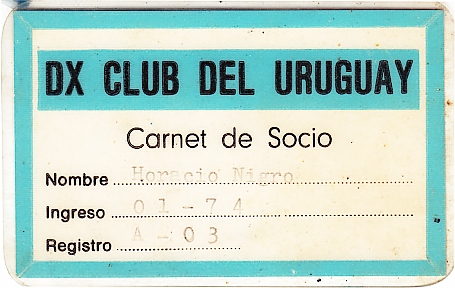 DX CLUB DEL URUGUAY
Carnet de Socio
Nombre Horacio Nigro
Ingreso 01-74
Registro A-03